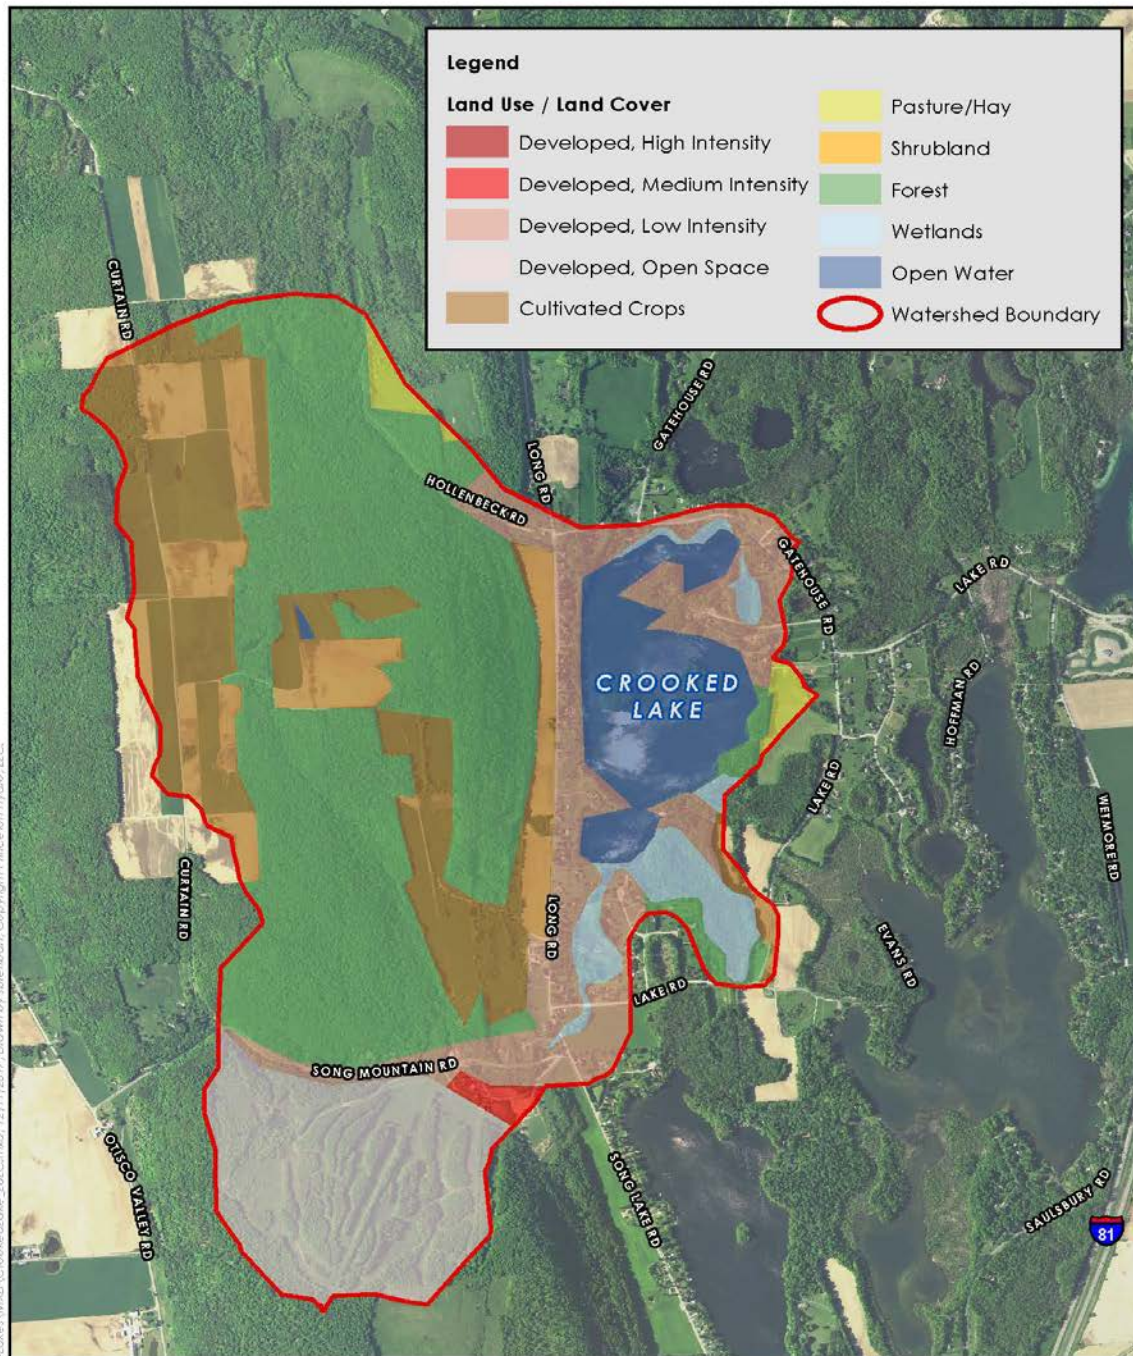 Legend
Land Use / Land Cover
Developed, High Intensity
Developed, Medium Intensity
Developed, Low Intensity
Developed, Open Space
Cultivated Crops
Pasture/Hay
Shrubland
Forest
Wetlands
Open Water
Watershed Boundary
CURTAIN RD
GATEHOUSE RD
LONG RD
HOLLENBECK RD
GATEHOUSE RD
LAKE RD
CROOKED
LAKE
HOFFMAN RD
LAKE RD
WETMORE RD
CURTAIN RD
LONG RD
EVANS RD
LAKE RD
SONG MOUNTAIN RD
OTISCO VALLEY RD
SONG LAKE RD
SAULSBURY RD
81